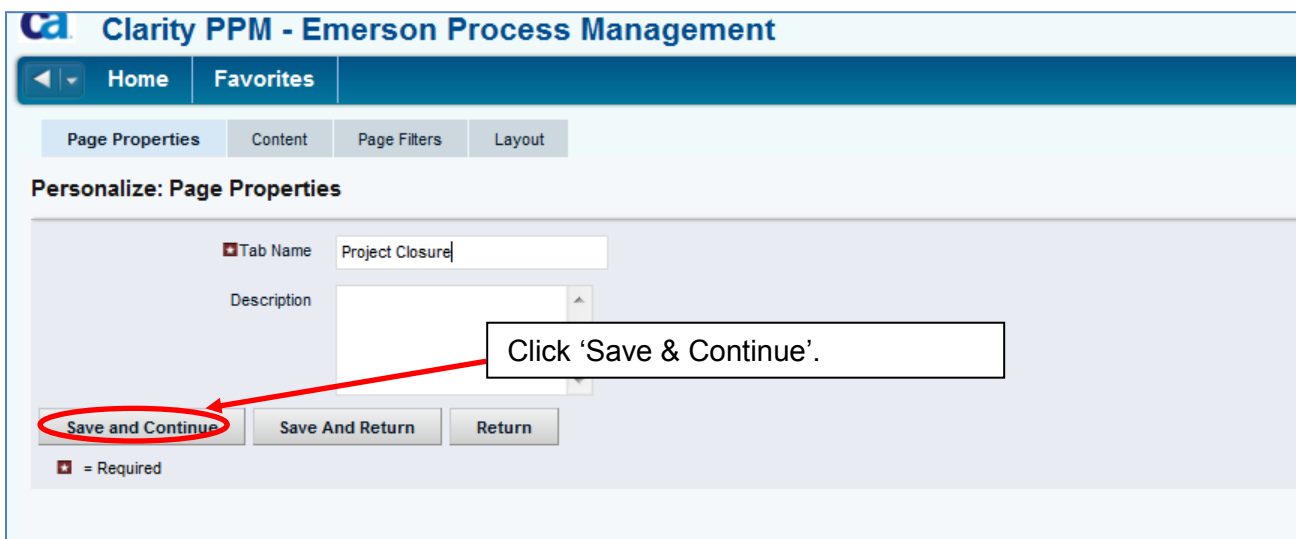 ca Clarity PPM - Emerson Process Management
Home Favorites
Page Properties Content Page Filters Layout
Personalize: Page Properties
Tab Name Project Closure
Description
Click ‘Save & Continue’.
Save and Continue Save And Return Return
= Required